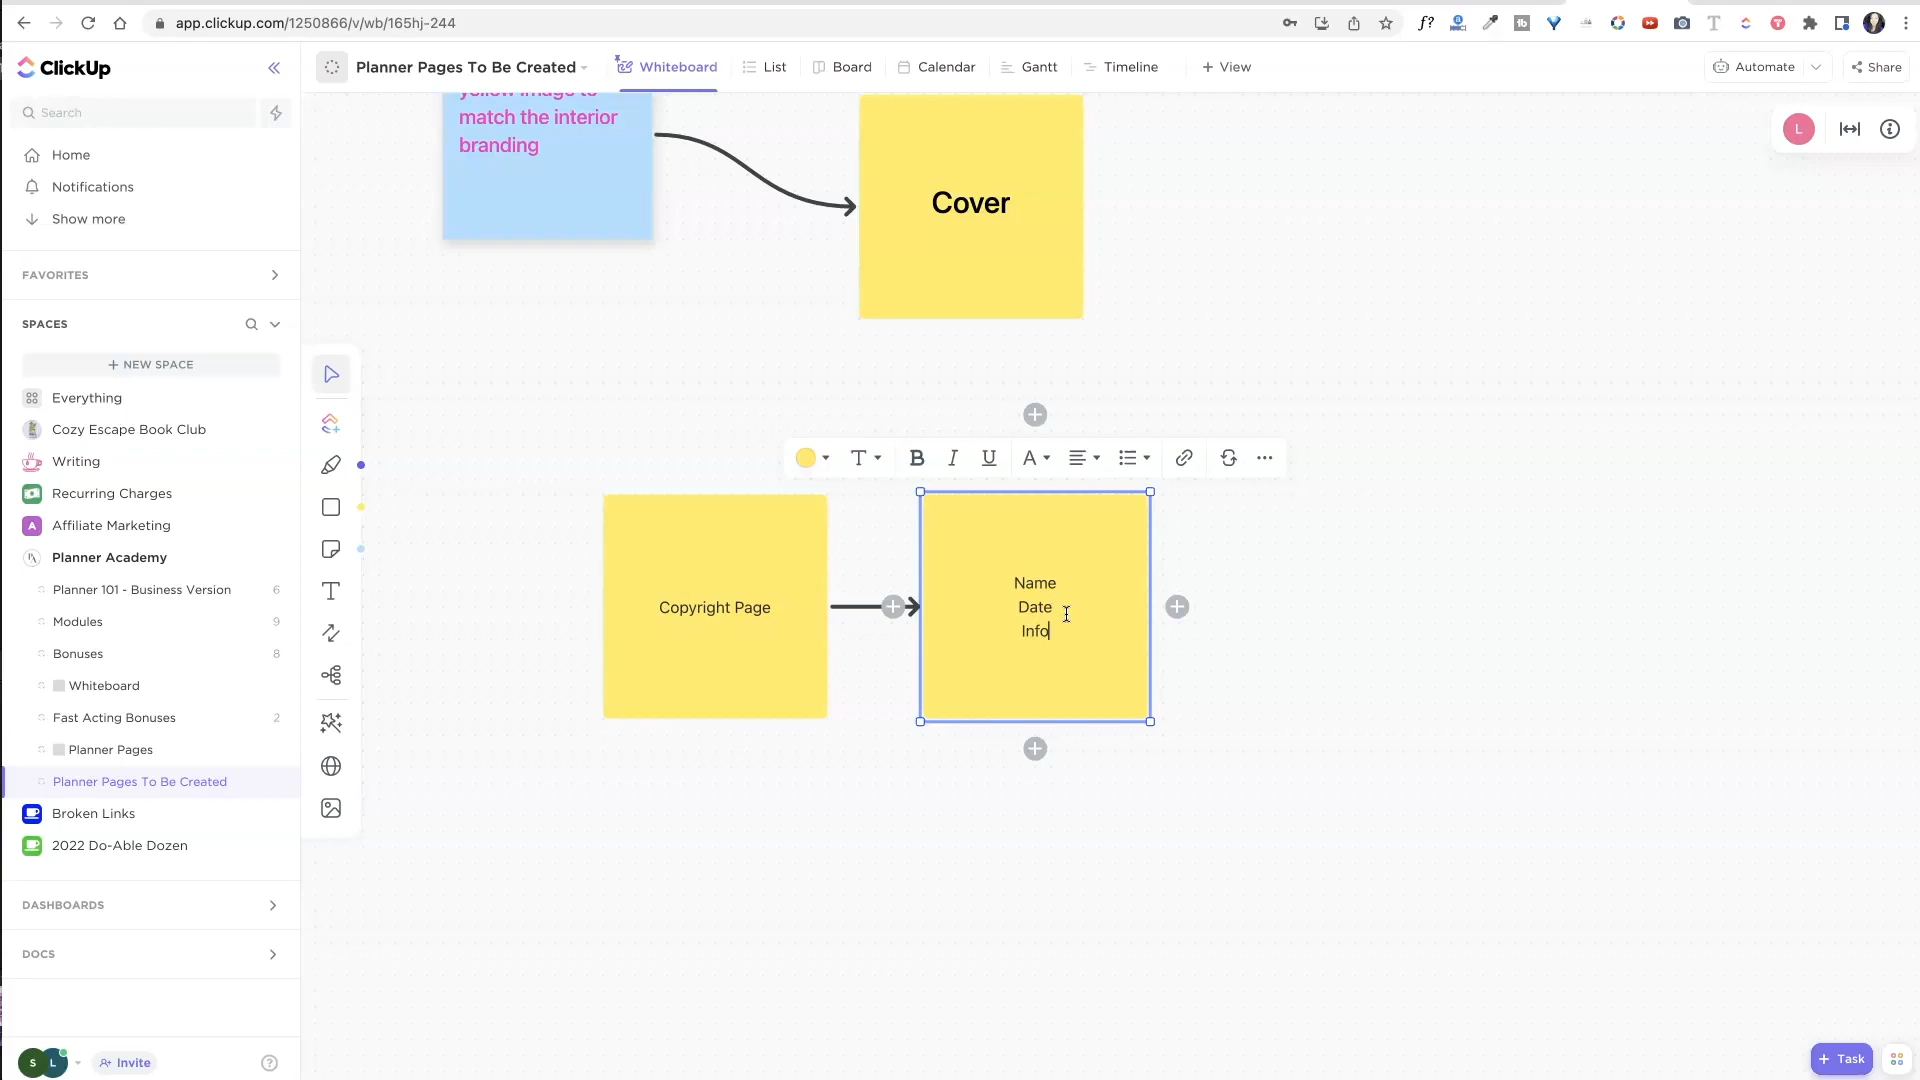 app.clickup.com/1250866/v/wb/165hj-244
ClickUp
Planner Pages To Be Created
Whiteboard
List
Board
Calendar
Gantt
Timeline
+ View
Automate
Share
Search
Home
Notifications
Show more
FAVORITES
SPACES
+ NEW SPACE
Everything
Cozy Escape Book Club
Writing
Recurring Charges
A Affiliate Marketing
Planner Academy
Planner 101 - Business Version 6
Modules 9
Bonuses 8
Whiteboard
Fast Acting Bonuses 2
Planner Pages
Planner Pages To Be Created
Broken Links
2022 Do-Able Dozen
DASHBOARDS
DOCS
S L
Invite
yellow image to
match the interior
branding
Cover
L
T
B I U A
Copyright Page
Name
Date
Info
T
+ Task